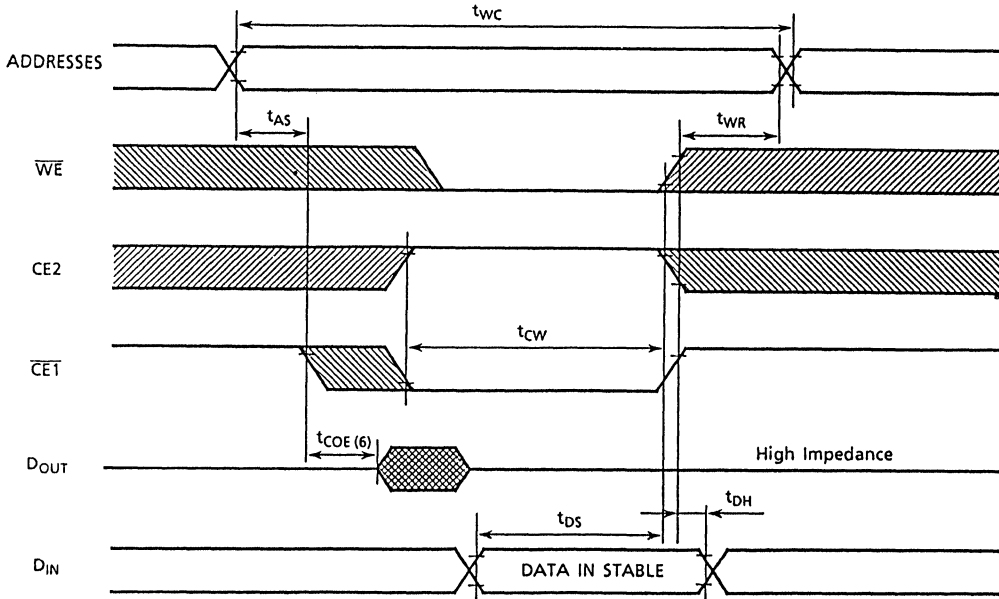 tWC
ADDRESSES
tAS
tWR
WE
CE2
tCW
CE1
tCOE (6)
DOUT
High Impedance
tDH
tDS
DIN
DATA IN STABLE